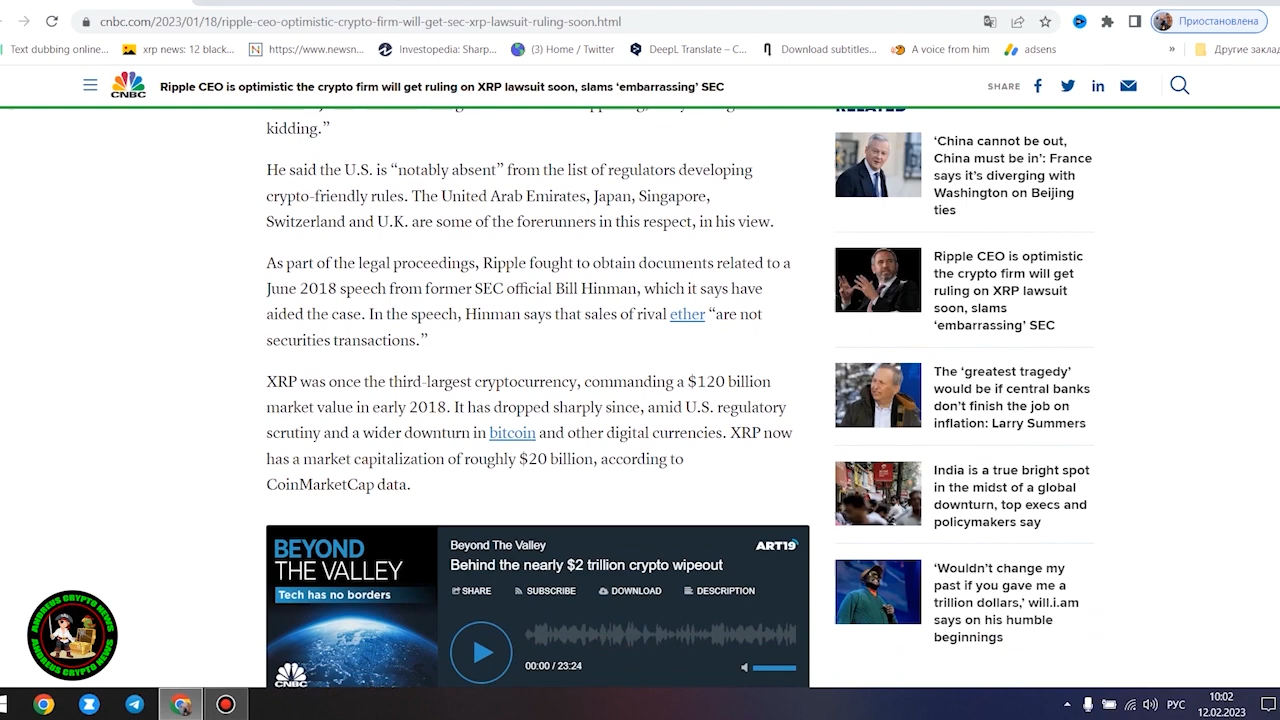 cnbc.com/2023/01/18/ripple-ceo-optimistic-crypto-firm-will-get-sec-xrp-lawsuit-ruling-soon.html
Приостановлена
Text dubbing online...
xrp news: 12 black...
https://www.newsn...
Investopedia: Sharp...
(3) Home / Twitter
DeepL Translate – C...
Download subtitles...
A voice from him
adsens
»
Другие заклад
CNBC
Ripple CEO is optimistic the crypto firm will get ruling on XRP lawsuit soon, slams ‘embarrassing’ SEC
SHARE
kidding.”
He said the U.S. is “notably absent” from the list of regulators developing
crypto-friendly rules. The United Arab Emirates, Japan, Singapore,
Switzerland and U.K. are some of the forerunners in this respect, in his view.
As part of the legal proceedings, Ripple fought to obtain documents related to a
June 2018 speech from former SEC official Bill Hinman, which it says have
aided the case. In the speech, Hinman says that sales of rival ether “are not
securities transactions.”
XRP was once the third-largest cryptocurrency, commanding a $120 billion
market value in early 2018. It has dropped sharply since, amid U.S. regulatory
scrutiny and a wider downturn in bitcoin and other digital currencies. XRP now
has a market capitalization of roughly $20 billion, according to
CoinMarketCap data.
BEYOND
THE VALLEY
Tech has no borders
CNBC
Beyond The Valley
ART19
Behind the nearly $2 trillion crypto wipeout
SHARE
SUBSCRIBE
DOWNLOAD
DESCRIPTION
00:00 / 23:24
RELATED
‘China cannot be out,
China must be in’: France
says it’s diverging with
Washington on Beijing
ties
Ripple CEO is optimistic
the crypto firm will get
ruling on XRP lawsuit
soon, slams
‘embarrassing’ SEC
The ‘greatest tragedy’
would be if central banks
don’t finish the job on
inflation: Larry Summers
India is a true bright spot
in the midst of a global
downturn, top execs and
policymakers say
‘Wouldn’t change my
past if you gave me a
trillion dollars,’ will.i.am
says on his humble
beginnings
ANDREUS CRYPTO NEWS
ANDREUS CRYPTO NEWS
РУС
10:02
12.02.2023